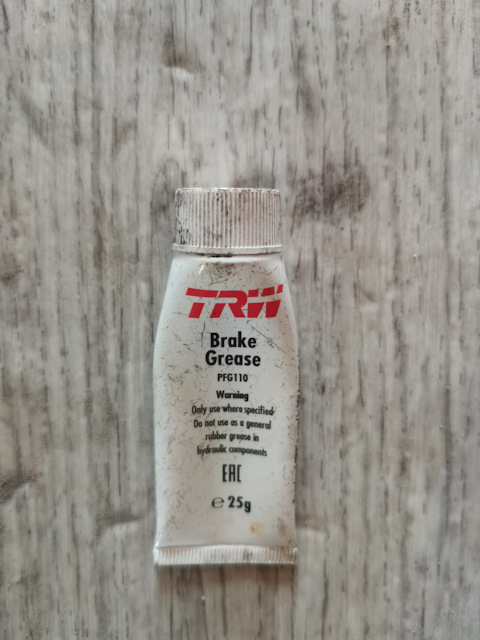 TRW
Brake
Grease
PFG110
Warning
Only use where specified
Do not use as a general
rubber grease in
hydraulic components
EAC
℮ 25g